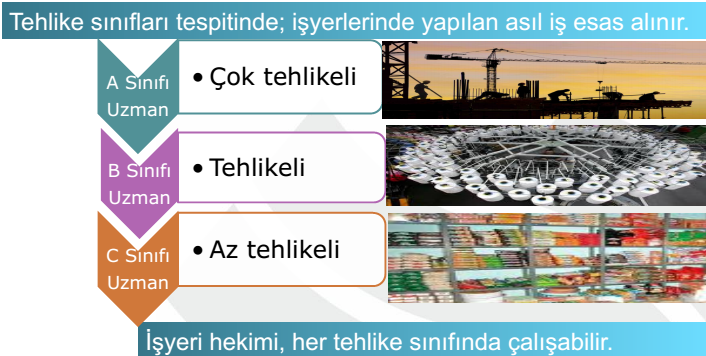 Tehlike sınıfları tespitinde; işyerlerinde yapılan asıl iş esas alınır.
A Sınıfı
Uzman
• Çok tehlikeli
B Sınıfı
Uzman
• Tehlikeli
C Sınıfı
Uzman
• Az tehlikeli
İşyeri hekimi, her tehlike sınıfında çalışabilir.